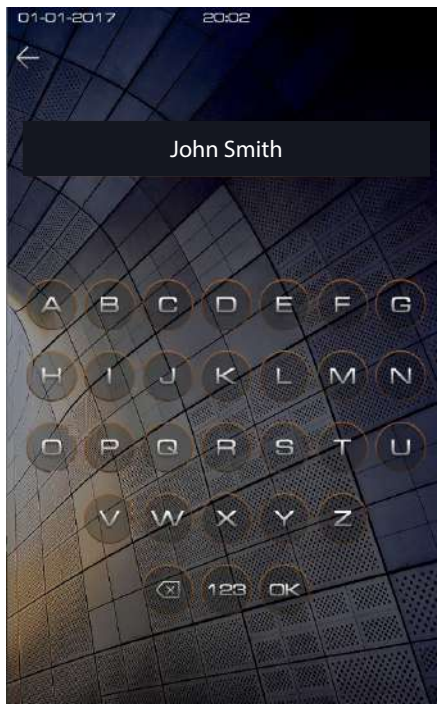 01-01-2017 20:02
John Smith
A B C D E F G
H I J K L M N
O P Q R S T U
V W X Y Z
123 OK